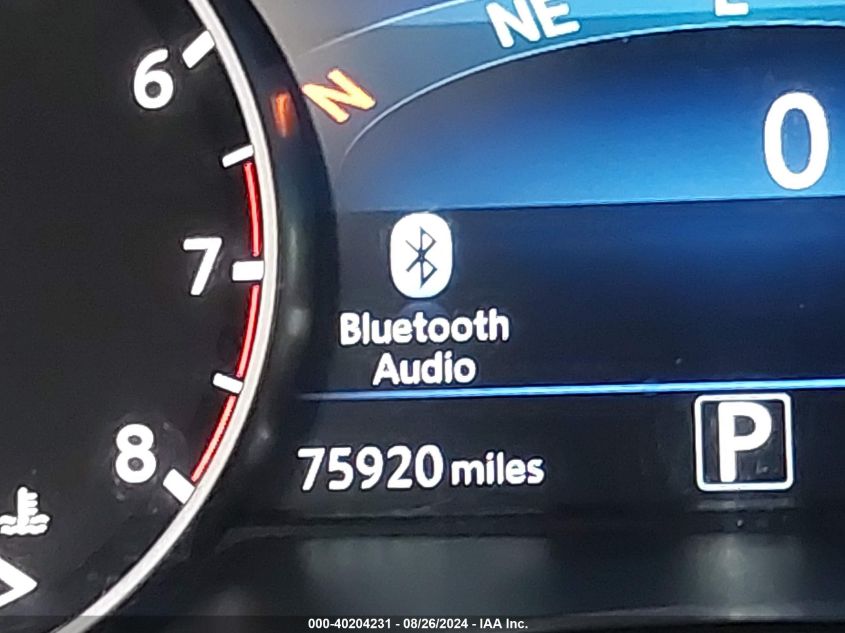 NE
N
6
0
7
Bluetooth
Audio
8
75920 miles
P
000-40204231 - 08/26/2024 - IAA Inc.